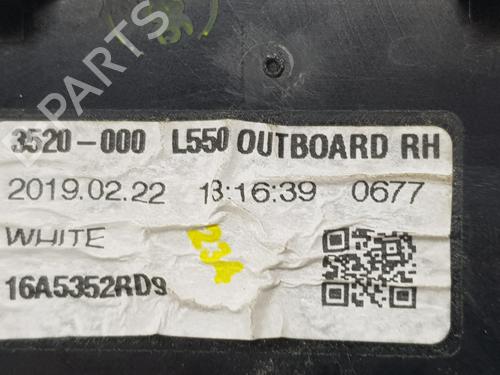 B-PARTS
3520-000 L550 OUTBOARD RH
2019.02.22 13:16:39 0677
WHITE
234
16A5352RD9